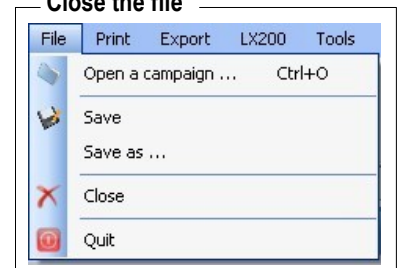 Close the file
File Print Export LX200 Tools
Open a campaign ... Ctrl+O
Save
Save as ...
Close
Quit